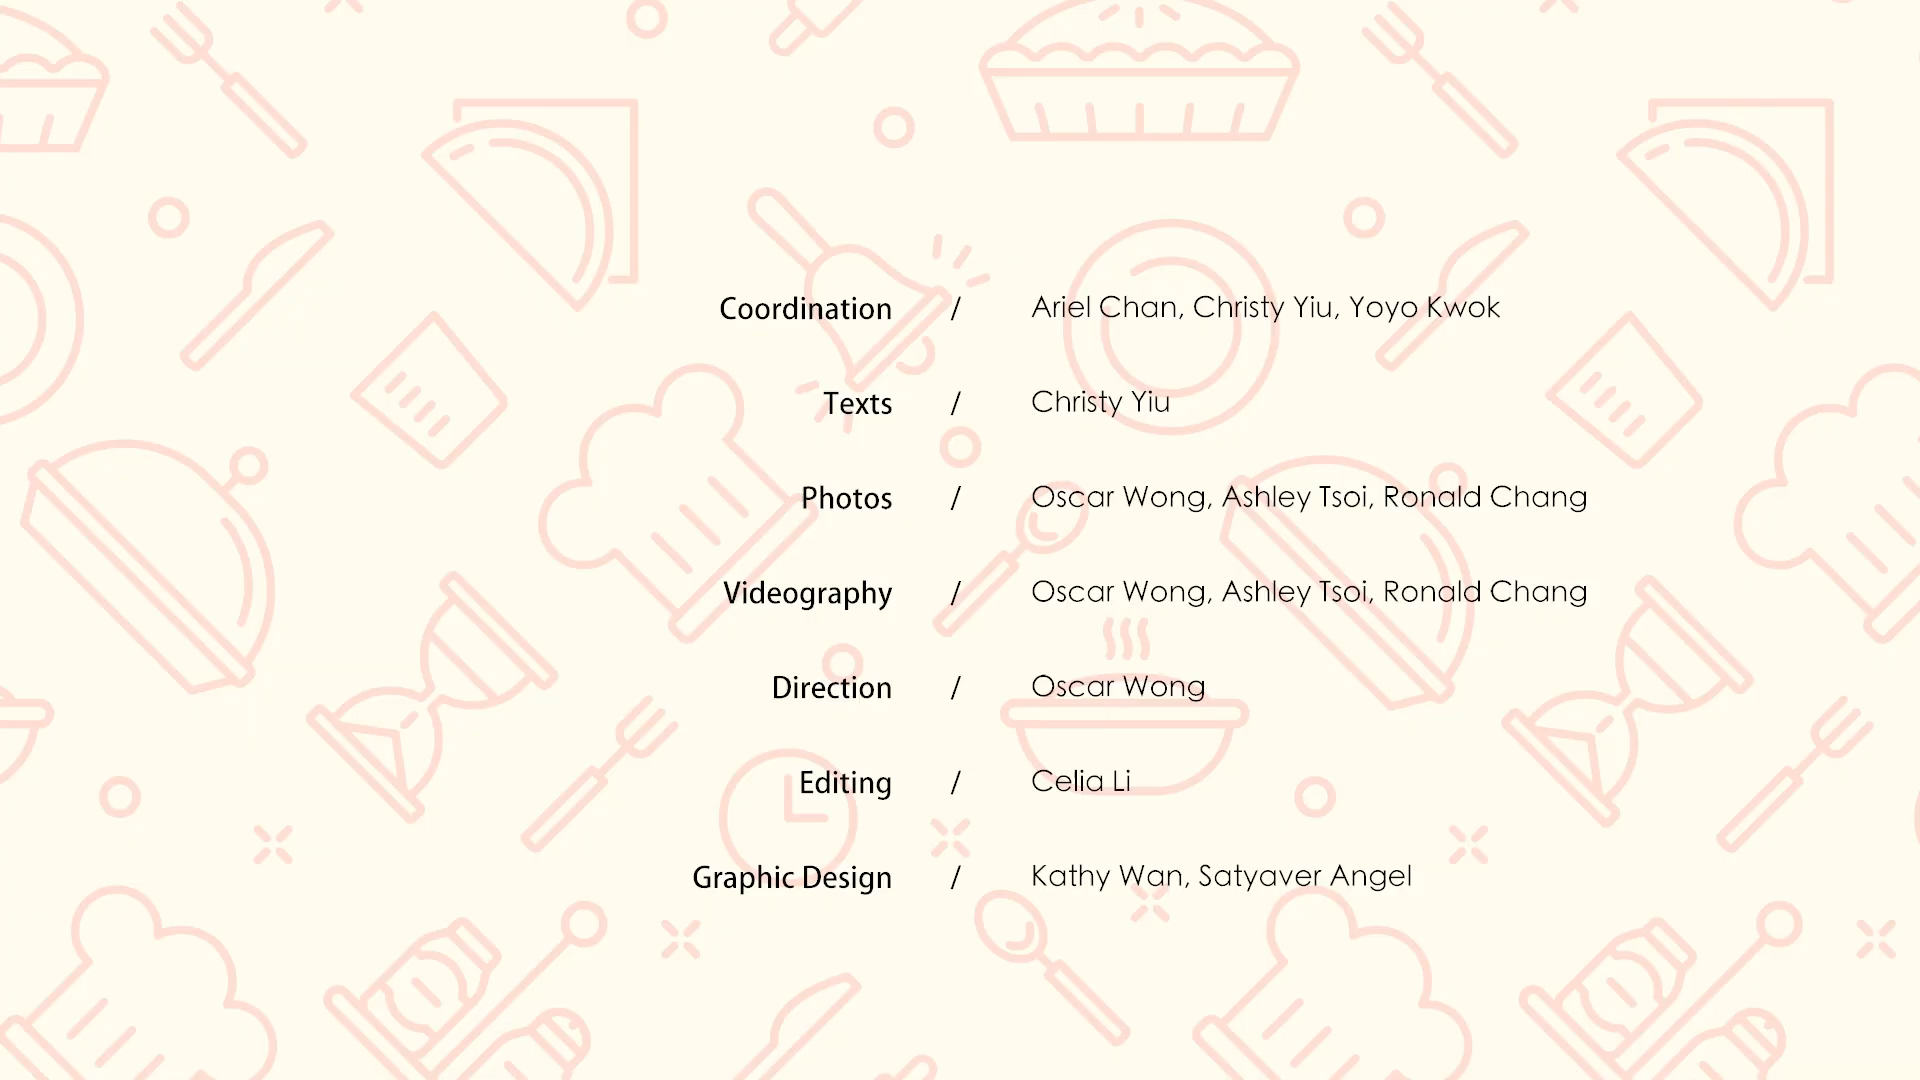 Coordination / Ariel Chan, Christy Yiu, Yoyo Kwok
Texts / Christy Yiu
Photos / Oscar Wong, Ashley Tsoi, Ronald Chang
Videography / Oscar Wong, Ashley Tsoi, Ronald Chang
Direction / Oscar Wong
Editing / Celia Li
Graphic Design / Kathy Wan, Satyaver Angel